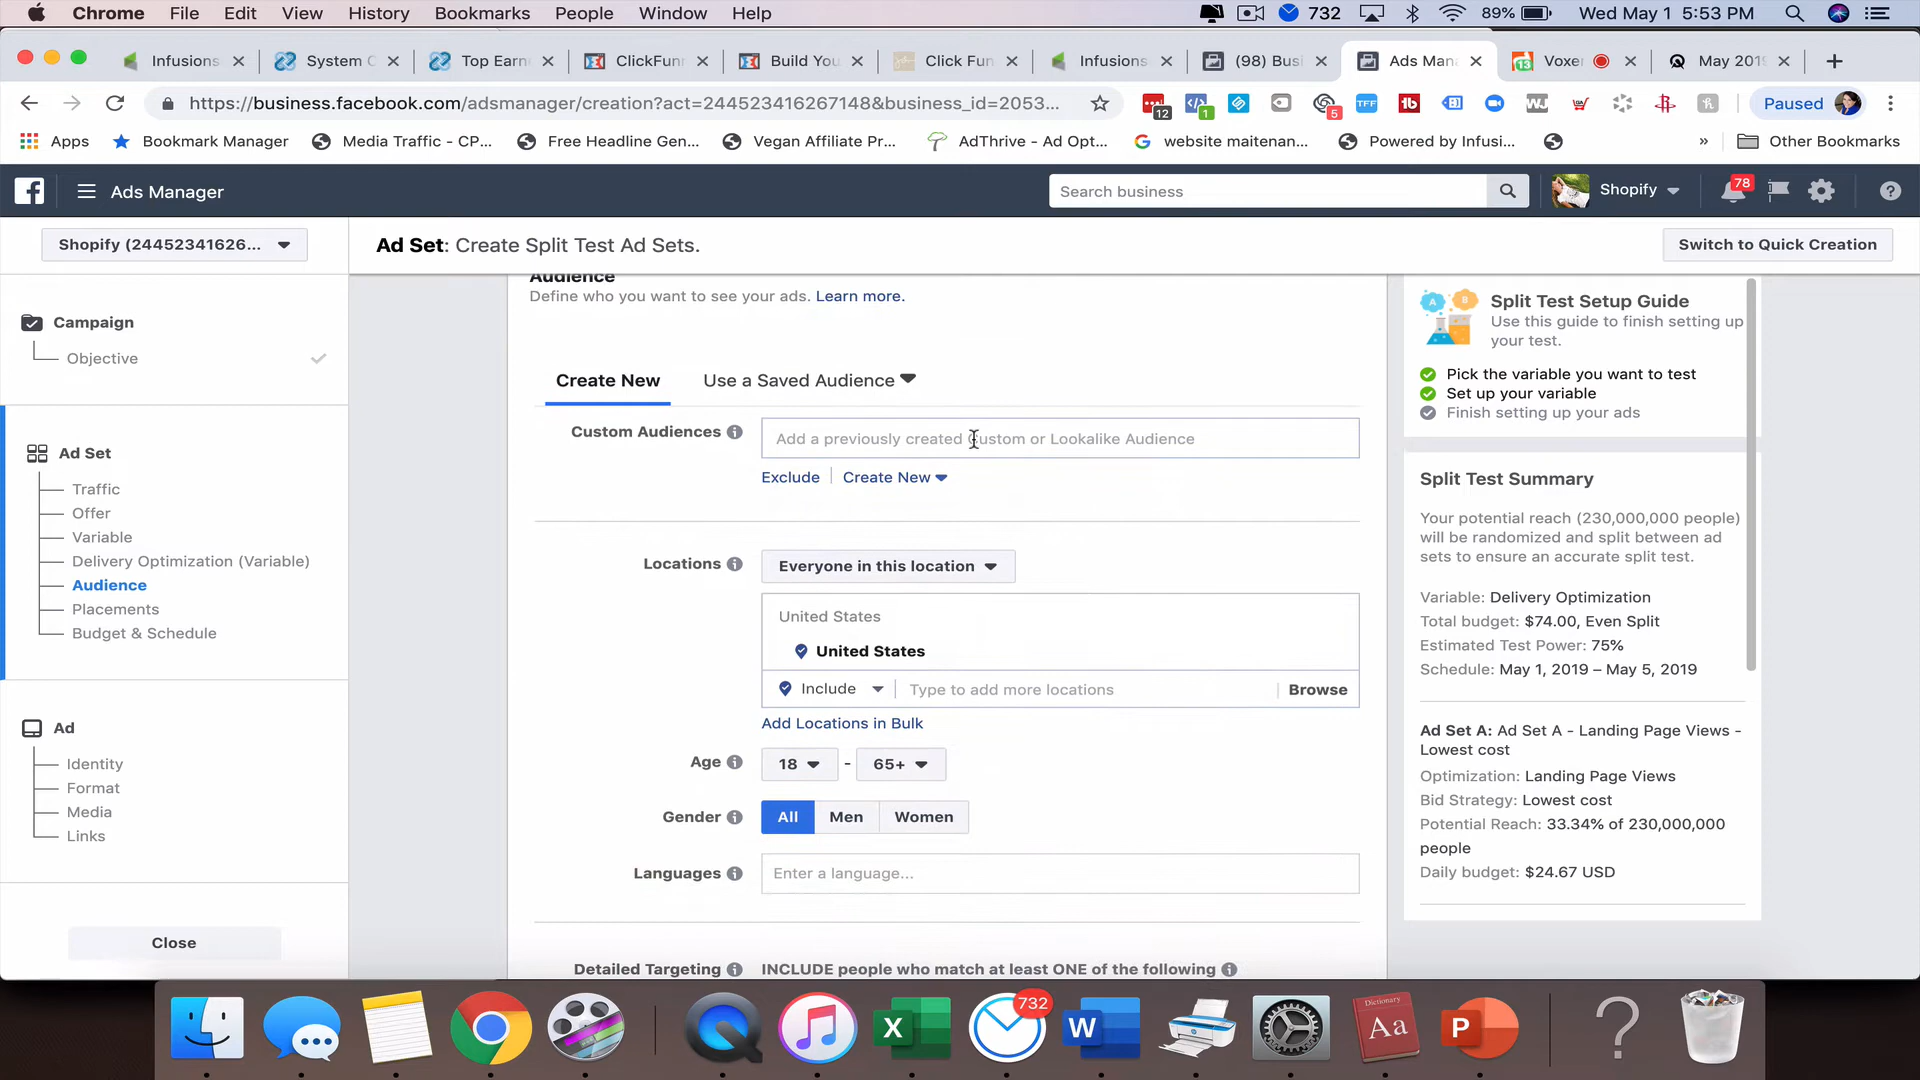 Chrome File Edit View History Bookmarks People Window Help 732 89% Wed May 1 5:53 PM
Infusions System C Top Earn ClickFun Build You Click Fun Infusions (98) Busi Ads Man 13 Voxer May 2019
https://business.facebook.com/adsmanager/creation?act=244523416267148&business_id=2053... 12 1 5 TFF Paused
Apps Bookmark Manager Media Traffic - CP... Free Headline Gen... Vegan Affiliate Pr... AdThrive - Ad Opt... website maitenan... Powered by Infusi... » Other Bookmarks
Ads Manager Search business Shopify 78
Shopify (24452341626... Ad Set: Create Split Test Ad Sets. Switch to Quick Creation
Campaign
Objective
Ad Set
Traffic
Offer
Variable
Delivery Optimization (Variable)
Audience
Placements
Budget & Schedule
Ad
Identity
Format
Media
Links
Close
Audience
Define who you want to see your ads. Learn more.
Create New Use a Saved Audience
Custom Audiences Add a previously created Custom or Lookalike Audience
Exclude Create New
Locations Everyone in this location
United States
United States
Include Type to add more locations Browse
Add Locations in Bulk
Age 18 - 65+
Gender All Men Women
Languages Enter a language...
Detailed Targeting INCLUDE people who match at least ONE of the following
A B Split Test Setup Guide
Use this guide to finish setting up
your test.
Pick the variable you want to test
Set up your variable
Finish setting up your ads
Split Test Summary
Your potential reach (230,000,000 people)
will be randomized and split between ad
sets to ensure an accurate split test.
Variable: Delivery Optimization
Total budget: $74.00, Even Split
Estimated Test Power: 75%
Schedule: May 1, 2019 – May 5, 2019
Ad Set A: Ad Set A - Landing Page Views -
Lowest cost
Optimization: Landing Page Views
Bid Strategy: Lowest cost
Potential Reach: 33.34% of 230,000,000
people
Daily budget: $24.67 USD
X 732 W Dictionary Aa P ?